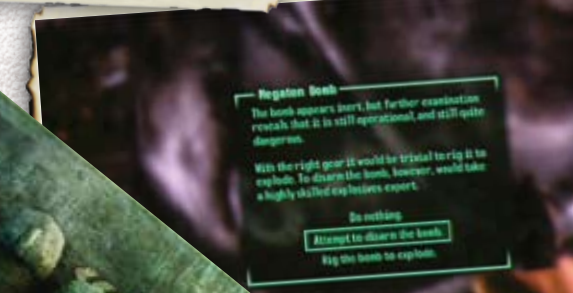 Megaton Bomb
The bomb appears inert, but further examination
reveals that it is still operational, and still quite
dangerous.
With the right gear it would be trivial to rig it to
explode. To disarm the bomb, however, would take
a highly skilled explosives expert.
Do nothing.
Attempt to disarm the bomb.
Rig the bomb to explode.